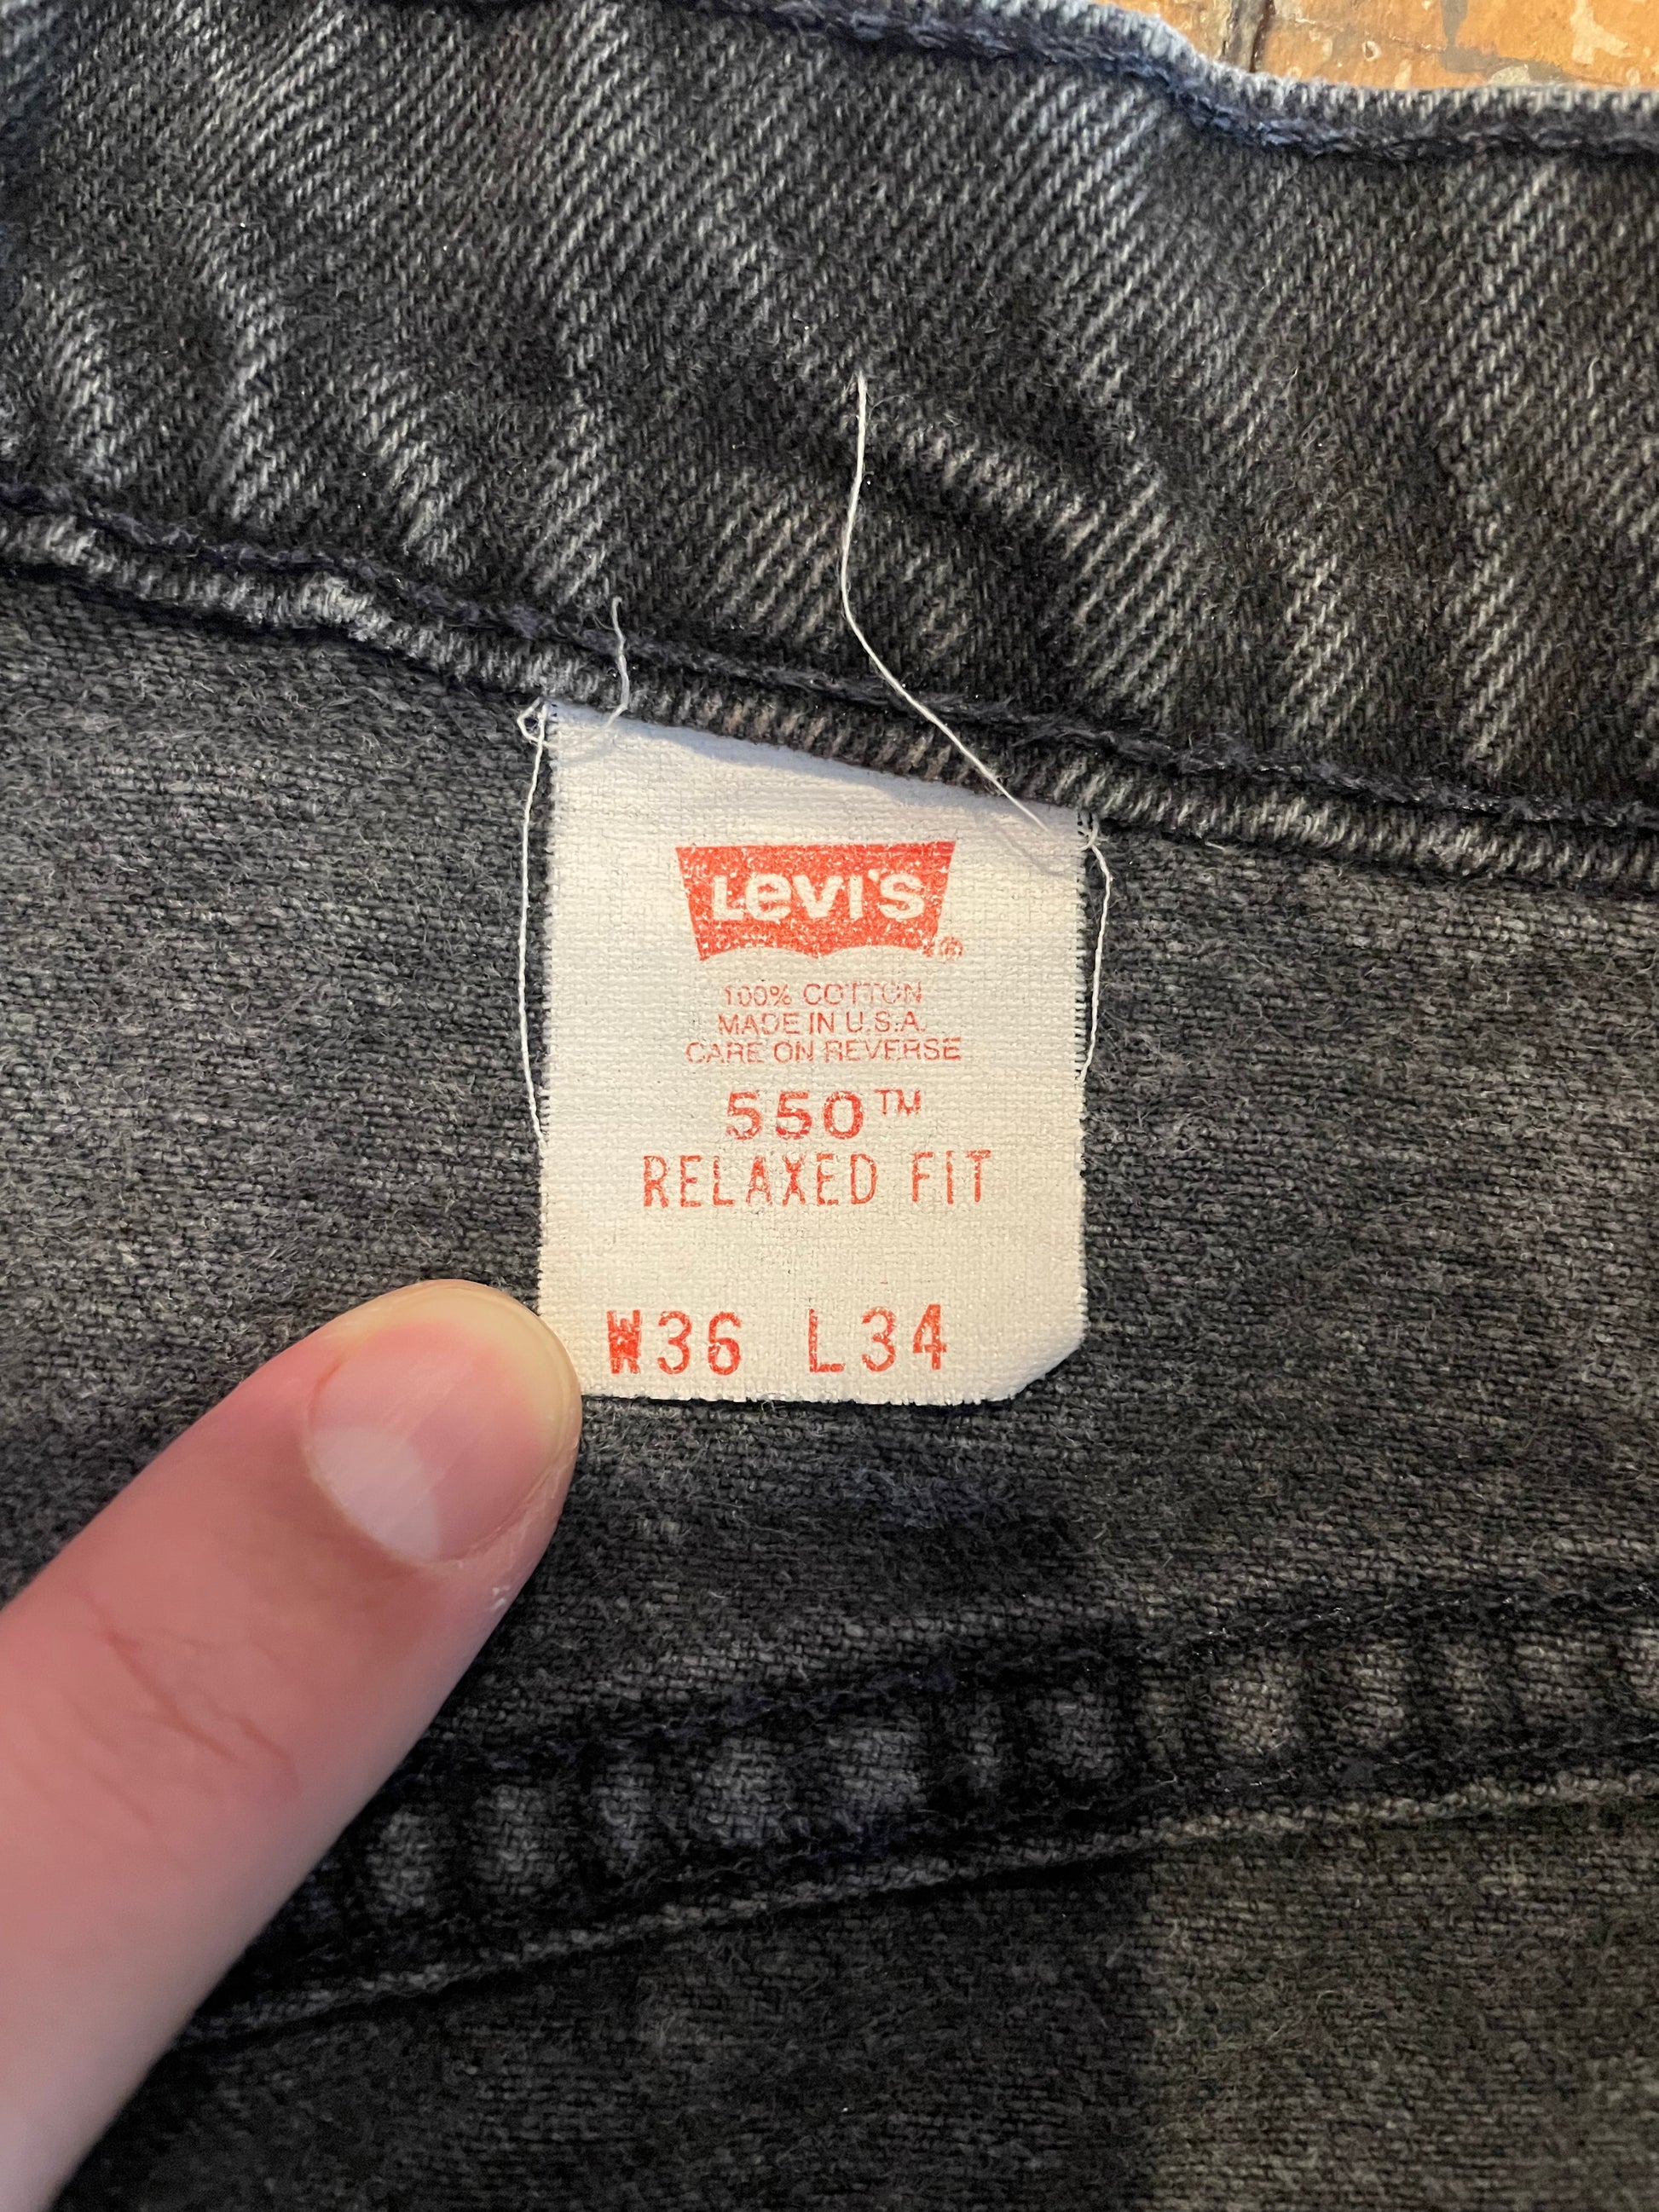 LEVI'S®
100% COTTON
MADE IN U.S.A.
CARE ON REVERSE
550™
RELAXED FIT
W36 L34